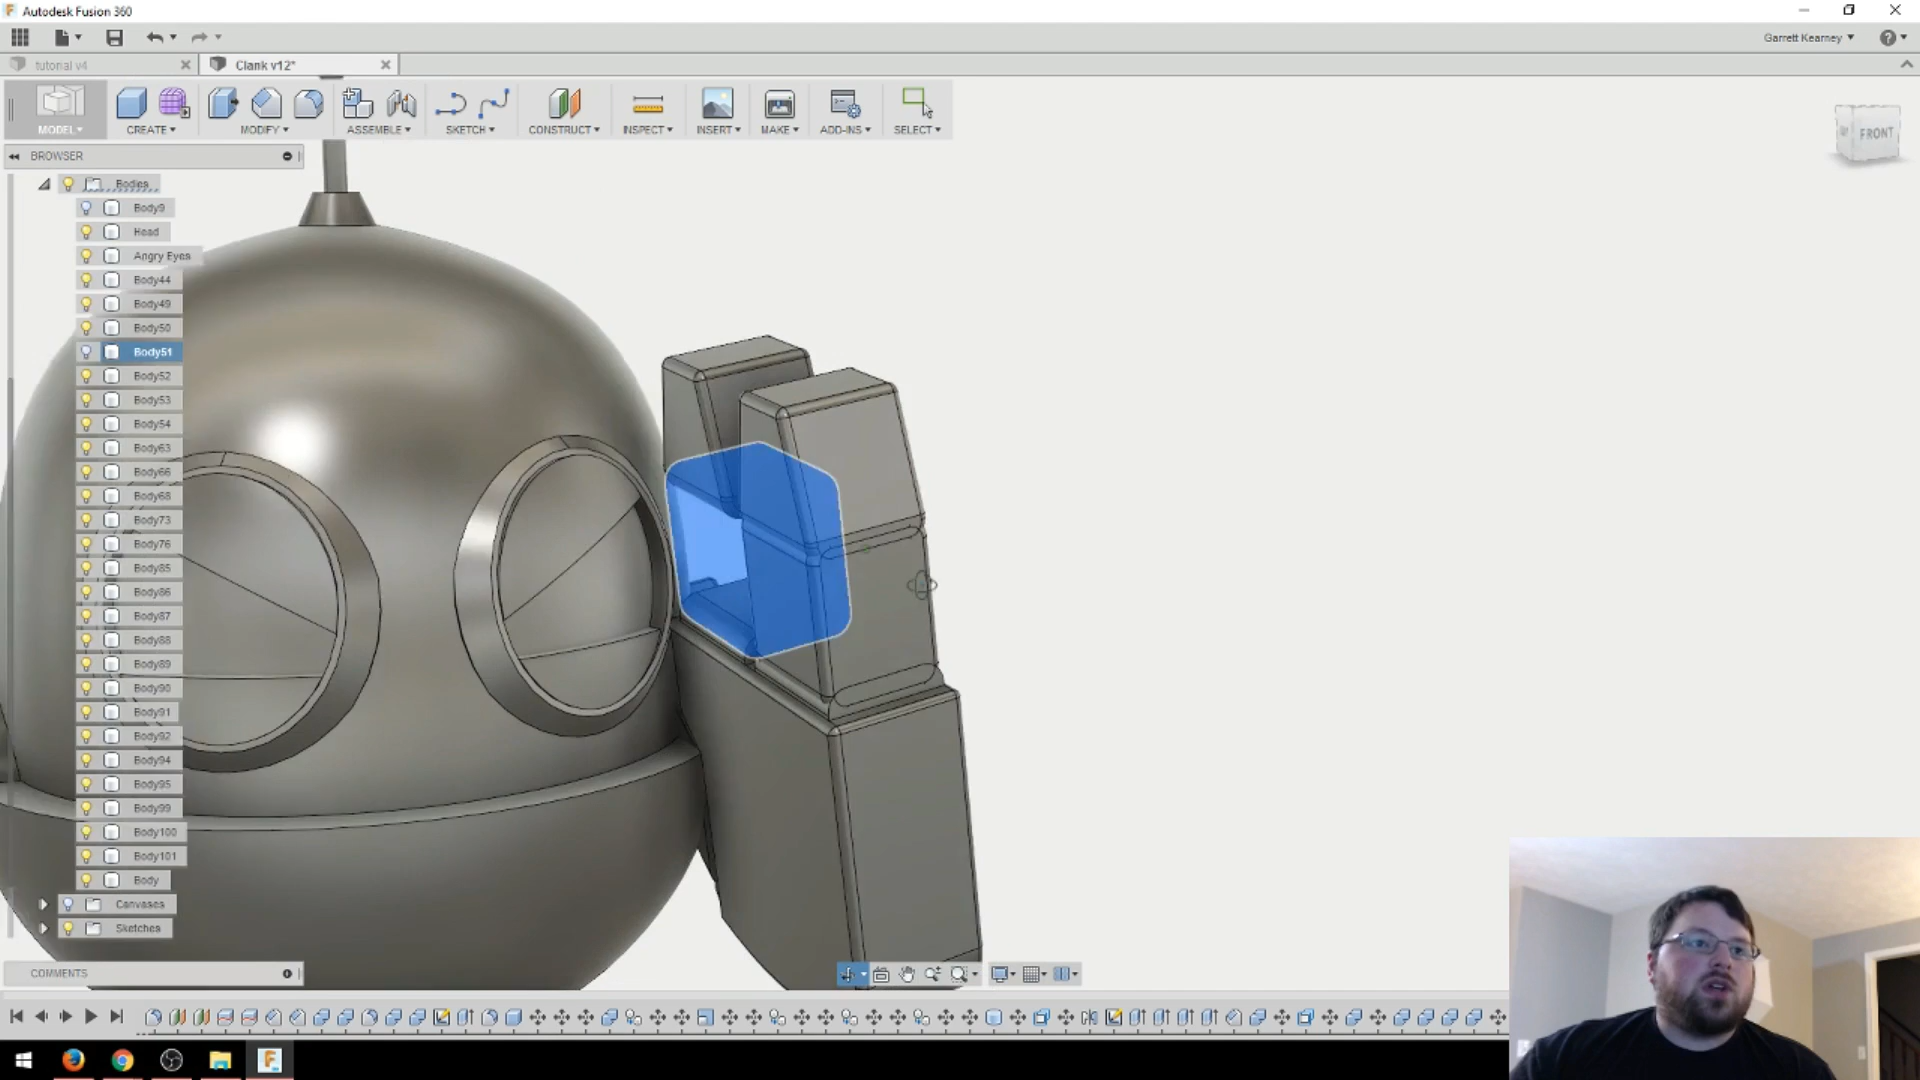 Autodesk Fusion 360
Garrett Kearney
tutorial v4
Clank v12*
MODEL
CREATE
MODIFY
ASSEMBLE
SKETCH
CONSTRUCT
INSPECT
INSERT
MAKE
ADD-INS
SELECT
BROWSER
FRONT
Bodies
Body9
Head
Angry Eyes
Body44
Body49
Body50
Body51
Body52
Body53
Body54
Body63
Body66
Body68
Body73
Body76
Body85
Body86
Body87
Body88
Body89
Body90
Body91
Body92
Body94
Body95
Body99
Body100
Body101
Body
Canvases
Sketches
COMMENTS